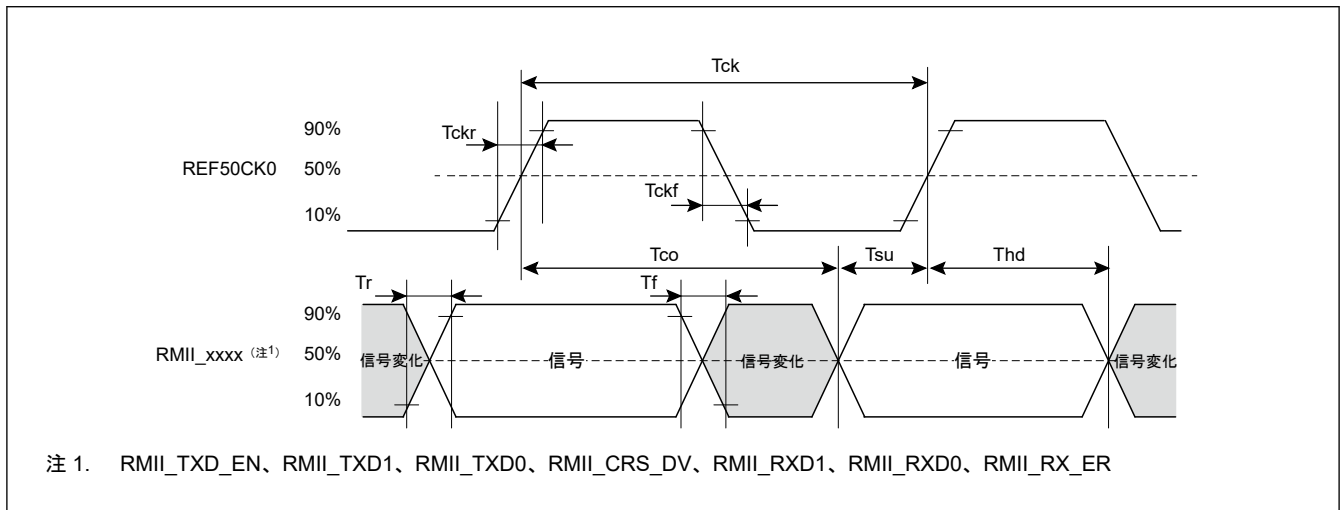 Tck
90%
Tckr
REF50CK0
50%
Tckf
10%
Tco
Tsu
Thd
Tr
Tf
90%
RMII_xxxx（注1）
50%
信号変化
信号
信号変化
信号
信号変化
10%
注 1. RMII_TXD_EN、RMII_TXD1、RMII_TXD0、RMII_CRS_DV、RMII_RXD1、RMII_RXD0、RMII_RX_ER